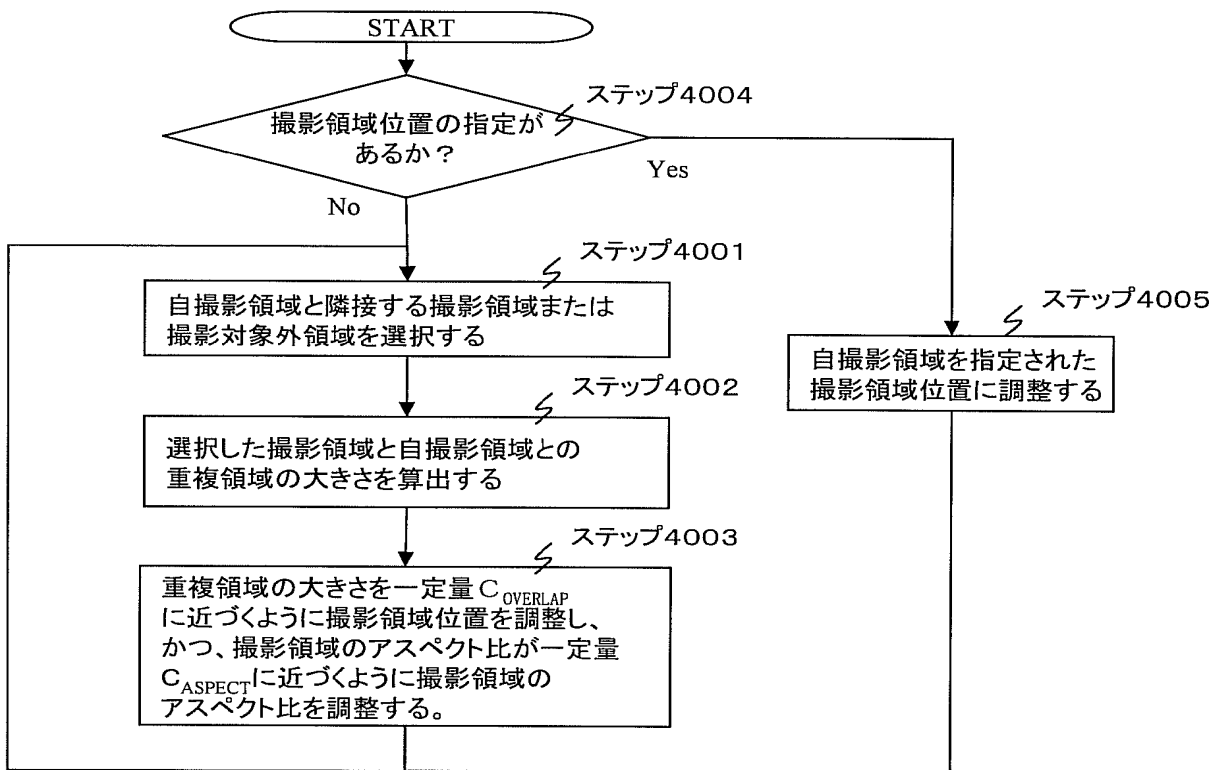 START
ステップ4004
撮影領域位置の指定が
あるか？
Yes
No
ステップ4001
自撮影領域と隣接する撮影領域または
撮影対象外領域を選択する
ステップ4005
自撮影領域を指定された
撮影領域位置に調整する
ステップ4002
選択した撮影領域と自撮影領域との
重複領域の大きさを算出する
ステップ4003
重複領域の大きさを一定量C OVERLAP
に近づくように撮影領域位置を調整し、
かつ、撮影領域のアスペクト比が一定量
C ASPECTに近づくように撮影領域の
アスペクト比を調整する。